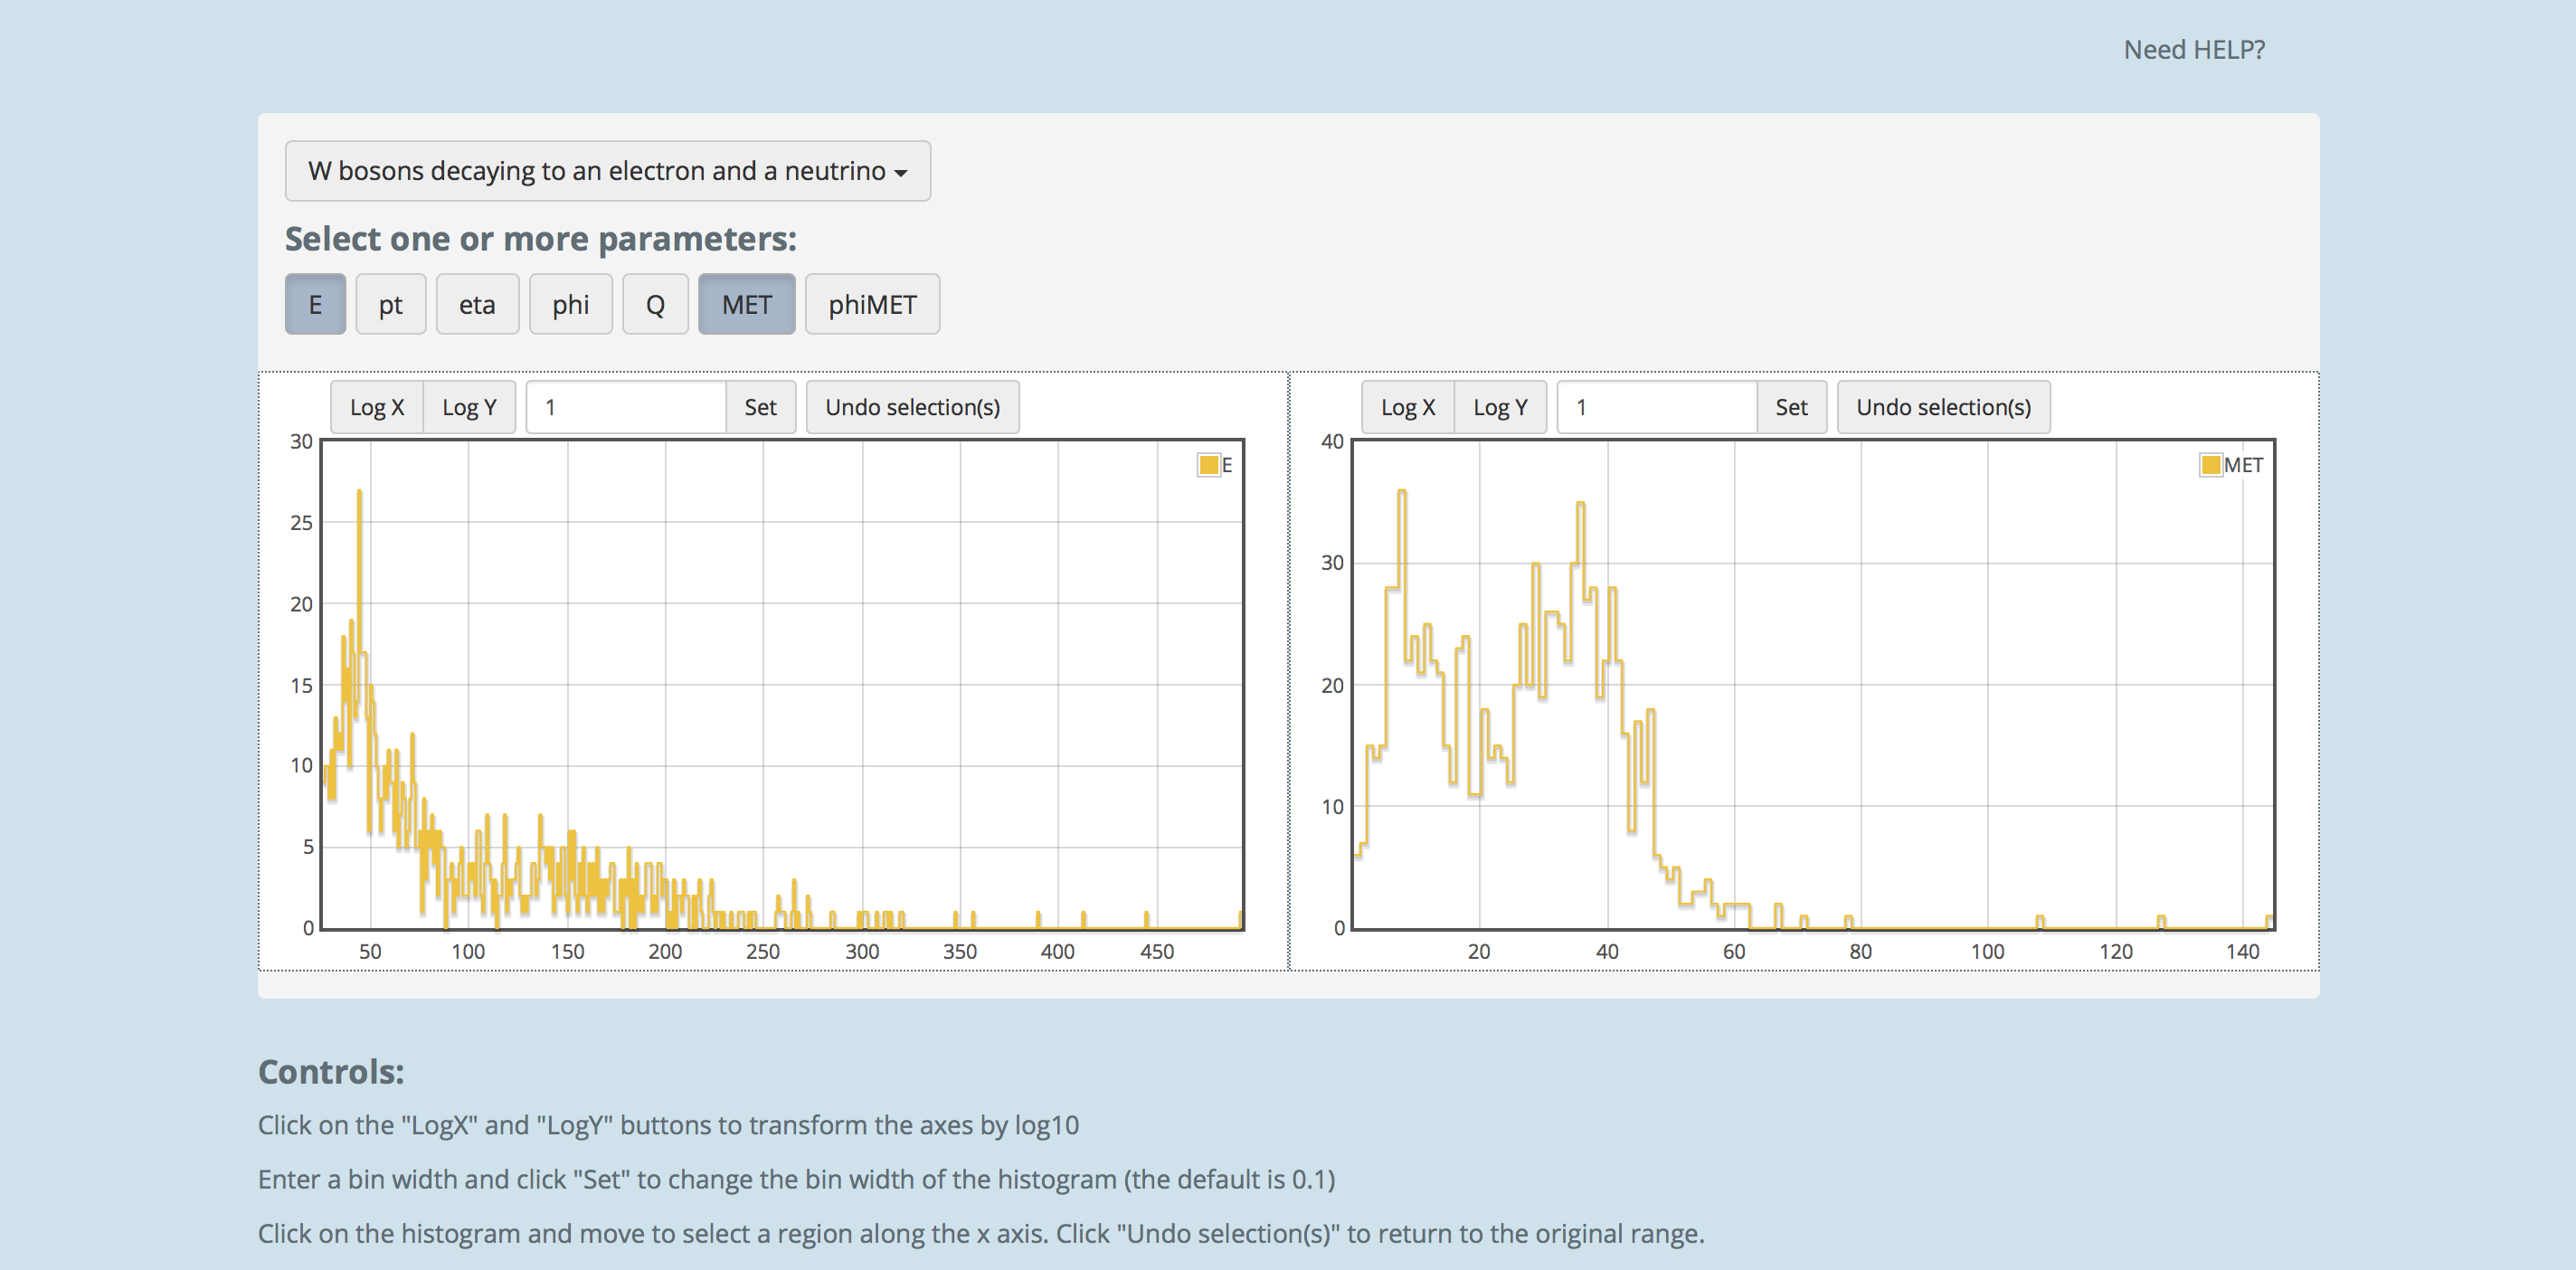 Need HELP?
W bosons decaying to an electron and a neutrino
Select one or more parameters:
E pt eta phi Q MET phiMET
Log X Log Y 1 Set Undo selection(s)
30
25
20
15
10
5
0
E
50 100 150 200 250 300 350 400 450
Log X Log Y 1 Set Undo selection(s)
40
30
20
10
0
MET
20 40 60 80 100 120 140
Controls:
Click on the "LogX" and "LogY" buttons to transform the axes by log10
Enter a bin width and click "Set" to change the bin width of the histogram (the default is 0.1)
Click on the histogram and move to select a region along the x axis. Click "Undo selection(s)" to return to the original range.